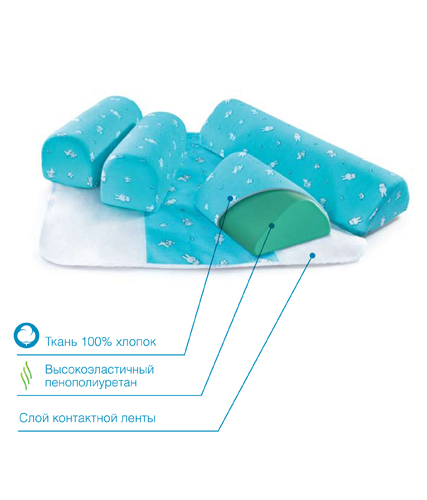 Ткань 100% хлопок
Высокоэластичный
пенополиуретан
Слой контактной ленты